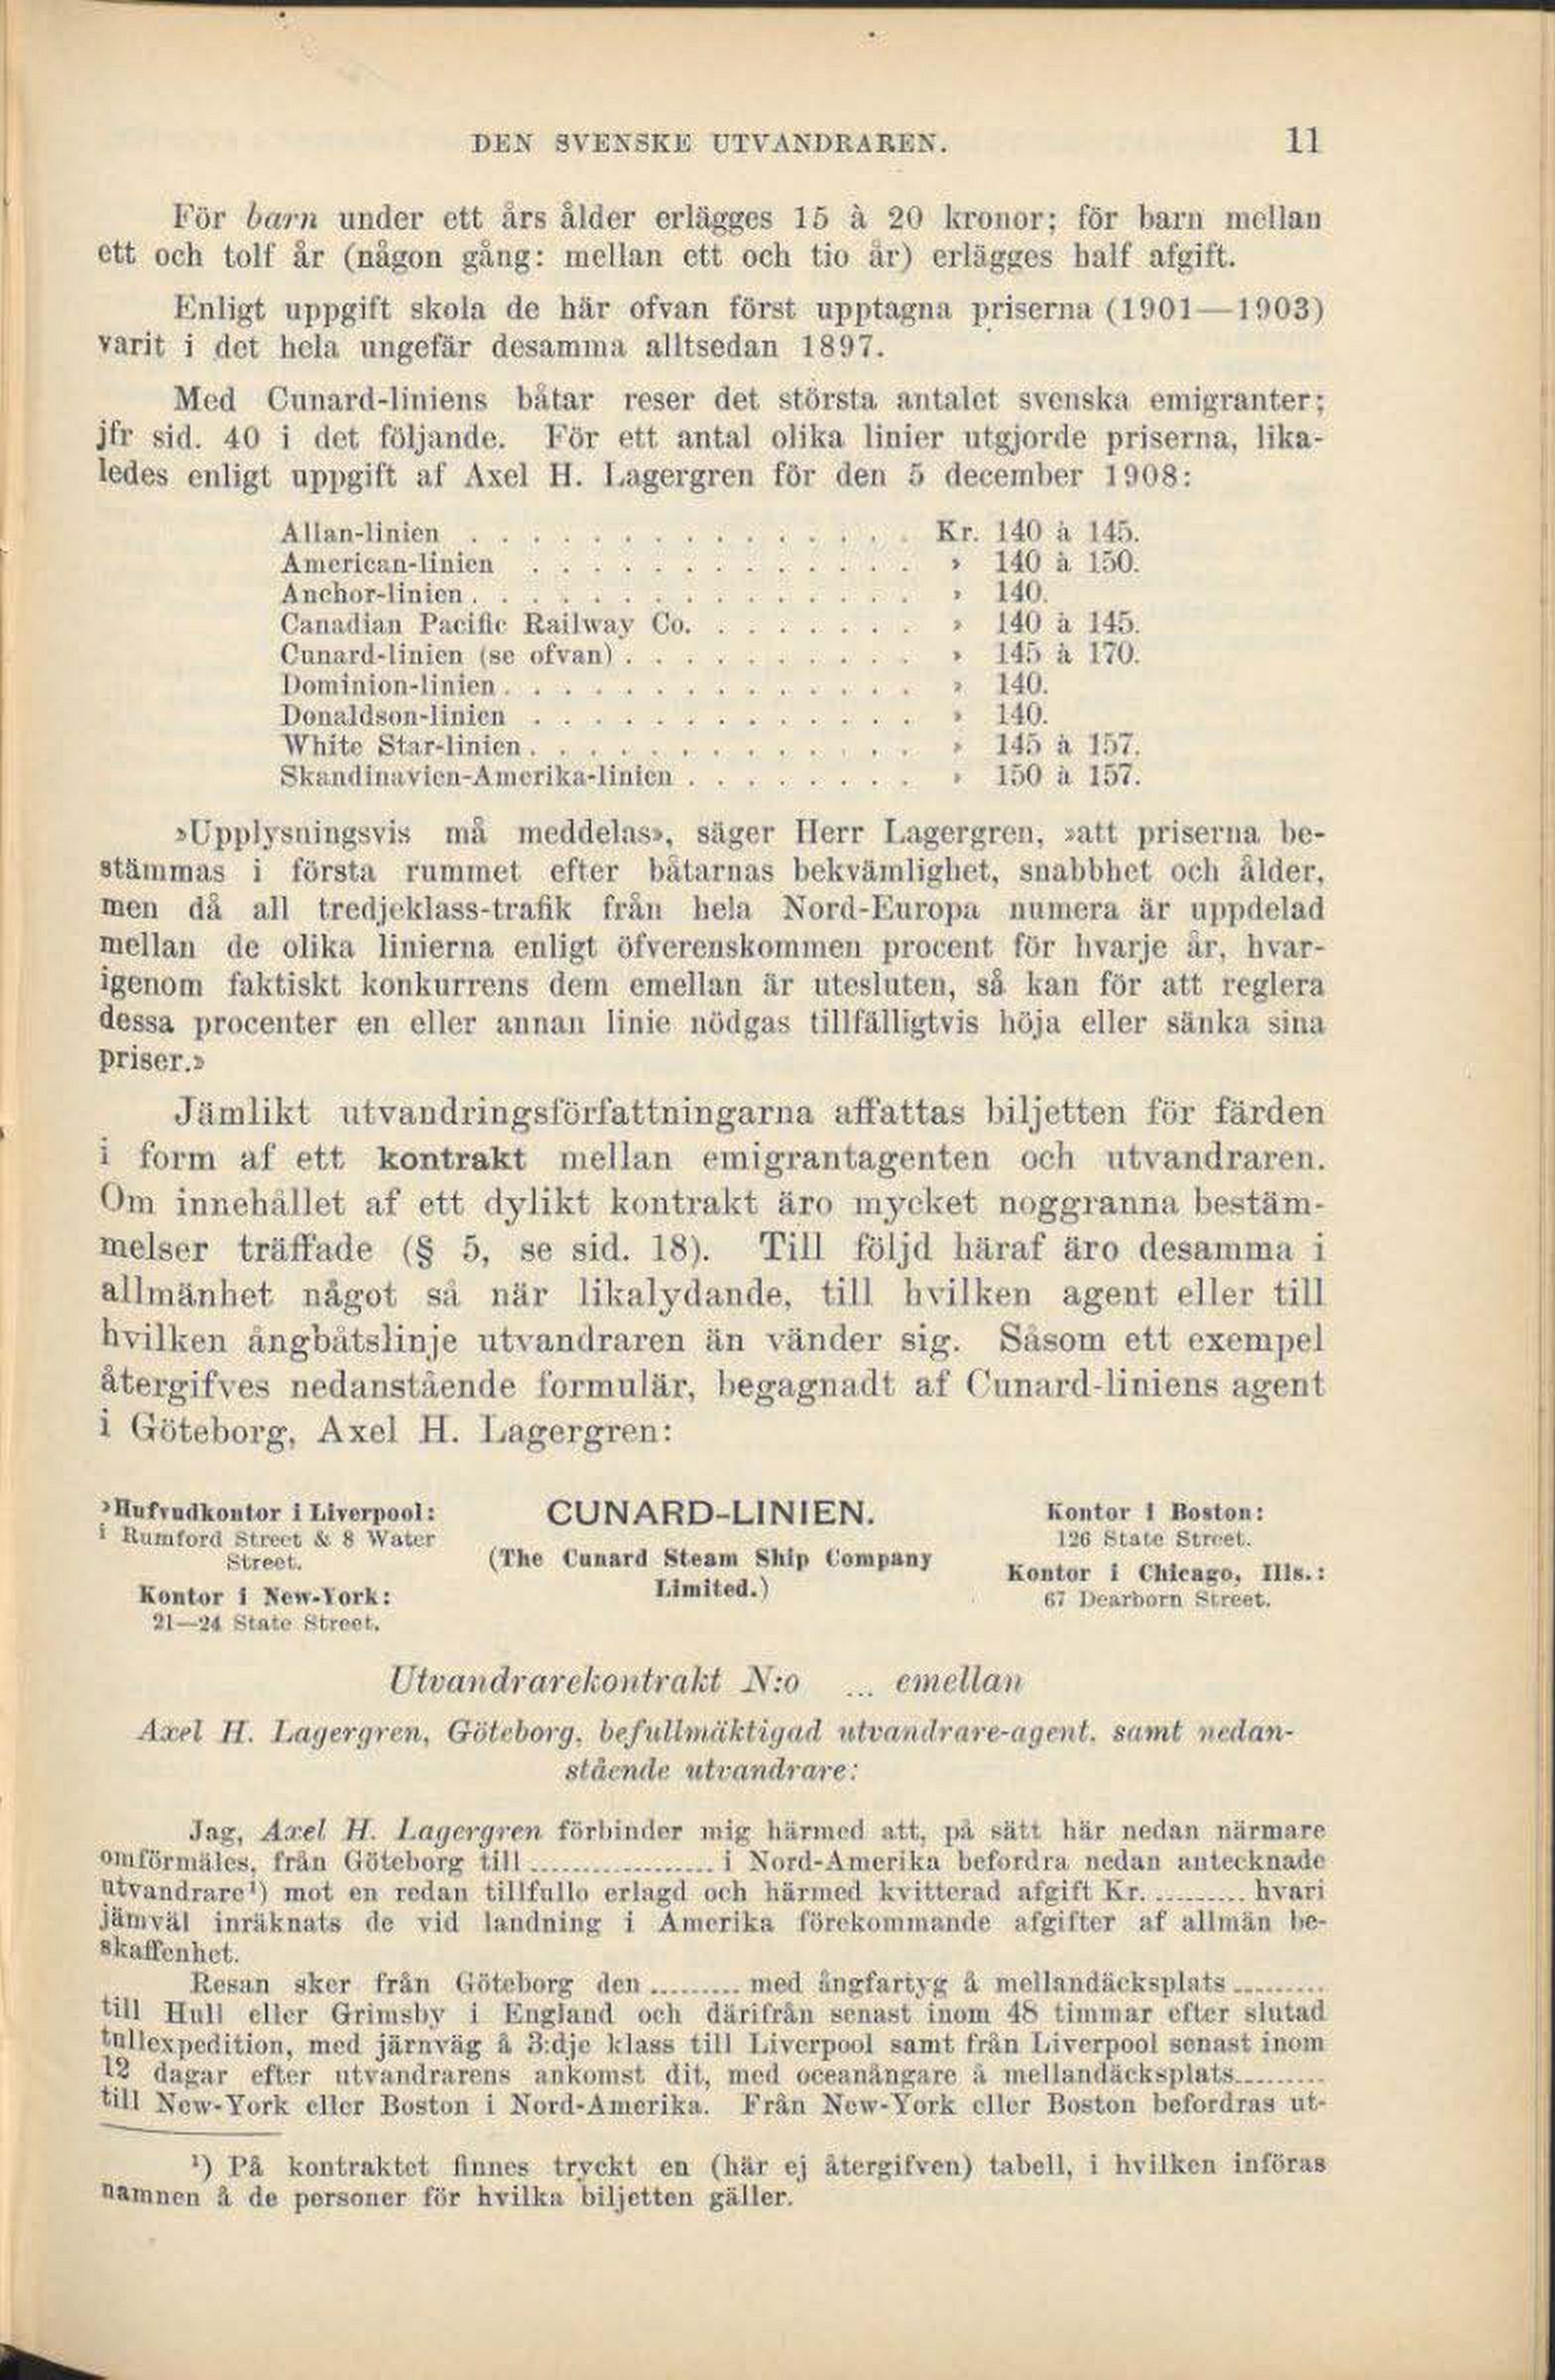 DEN SVENSKE UTVANDRAREN. 11
För barn under ett års ålder erlägges 15 à 20 kronor; för barn mellan
ett och tolf år (någon gång: mellan ett och tio år) erlägges half afgift.
Enligt uppgift skola de här ofvan först upptagna priserna (1901—1903)
varit i det hela ungefär desamma alltsedan 1897.
Med Cunard-liniens båtar reser det största antalet svenska emigranter;
jfr sid. 40 i det följande. För ett antal olika linier utgjorde priserna, lika-
ledes enligt uppgift af Axel H. Lagergren för den 5 december 1908:
Allan-linien . . . . . . . . . . . . . . . Kr. 140 à 145.
American-linien . . . . . . . . . . . . . » 140 à 150.
Anchor-linien . . . . . . . . . . . . . . . » 140.
Canadian Pacific Railway Co. . . . . . . . . » 140 à 145.
Cunard-linien (se ofvan) . . . . . . . . . . » 145 à 170.
Dominion-linien . . . . . . . . . . . . . . » 140.
Donaldson-linien . . . . . . . . . . . . . » 140.
White Star-linien . . . . . . . . . . . . . » 145 à 157.
Skandinavien-Amerika-linien . . . . . . . . » 150 à 157.
»Upplysningsvis må meddelas», säger Herr Lagergren, »att priserna be-
stämmas i första rummet efter båtarnas bekvämlighet, snabbhet och ålder,
men då all tredjeklass-trafik från hela Nord-Europa numera är uppdelad
mellan de olika linierna enligt öfverenskommen procent för hvarje år, hvar-
igenom faktiskt konkurrens dem emellan är utesluten, så kan för att reglera
dessa procenter en eller annan linie nödgas tillfälligtvis höja eller sänka sina
priser.»
Jämlikt utvandringsförfattningarna affattas biljetten för färden
i form af ett kontrakt mellan emigrantagenten och utvandraren.
Om innehållet af ett dylikt kontrakt äro mycket noggranna bestäm-
melser träffade (§ 5, se sid. 18). Till följd häraf äro desamma i
allmänhet något så när likalydande, till hvilken agent eller till
hvilken ångbåtslinje utvandraren än vänder sig. Såsom ett exempel
återgifves nedanstående formulär, begagnadt af Cunard-liniens agent
i Göteborg, Axel H. Lagergren:
»Hufvudkontor i Liverpool:
1 Rumford Street & 8 Water
Street.
Kontor i New-York:
21—24 State Street.
CUNARD-LINIEN.
(The Cunard Steam Ship Company
Limited.)
Kontor i Boston:
126 State Street.
Kontor i Chicago, Ills.:
67 Dearborn Street.
Utvandrarekontrakt N:o ... emellan
Axel H. Lagergren, Göteborg, befullmäktigad utvandrare-agent, samt nedan-
stående utvandrare:
Jag, Axel H. Lagergren förbinder mig härmed att, på sätt här nedan närmare
omförmäles, från Göteborg till .................. i Nord-Amerika befordra nedan antecknade
utvandrare¹) mot en redan tillfullo erlagd och härmed kvitterad afgift Kr. .......... hvari
jämväl inräknats de vid landning i Amerika förekommande afgifter af allmän be-
skaffenhet.
Resan sker från Göteborg den ......... med ångfartyg å mellandäcksplats .........
till Hull eller Grimsby i England och därifrån senast inom 48 timmar efter slutad
tullexpedition, med järnväg å 3:dje klass till Liverpool samt från Liverpool senast inom
12 dagar efter utvandrarens ankomst dit, med oceanångare å mellandäcksplats.........
till New-York eller Boston i Nord-Amerika. Från New-York eller Boston befordras ut-
¹) På kontraktet finnes tryckt en (här ej återgifven) tabell, i hvilken införas
namnen å de personer för hvilka biljetten gäller.